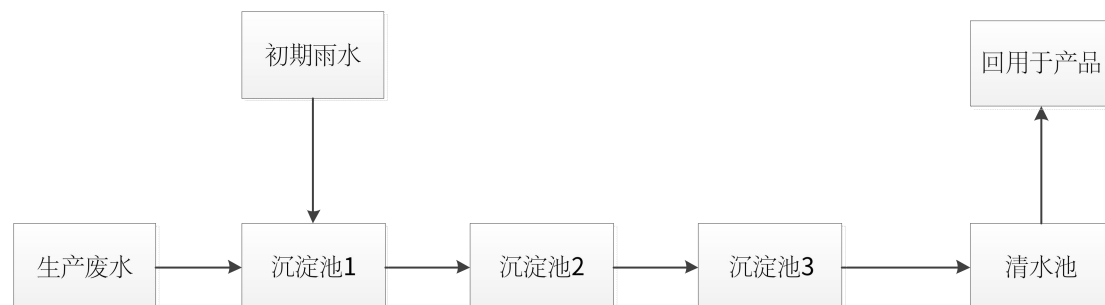 初期雨水
回用于产品
生产废水
沉淀池1
沉淀池2
沉淀池3
清水池